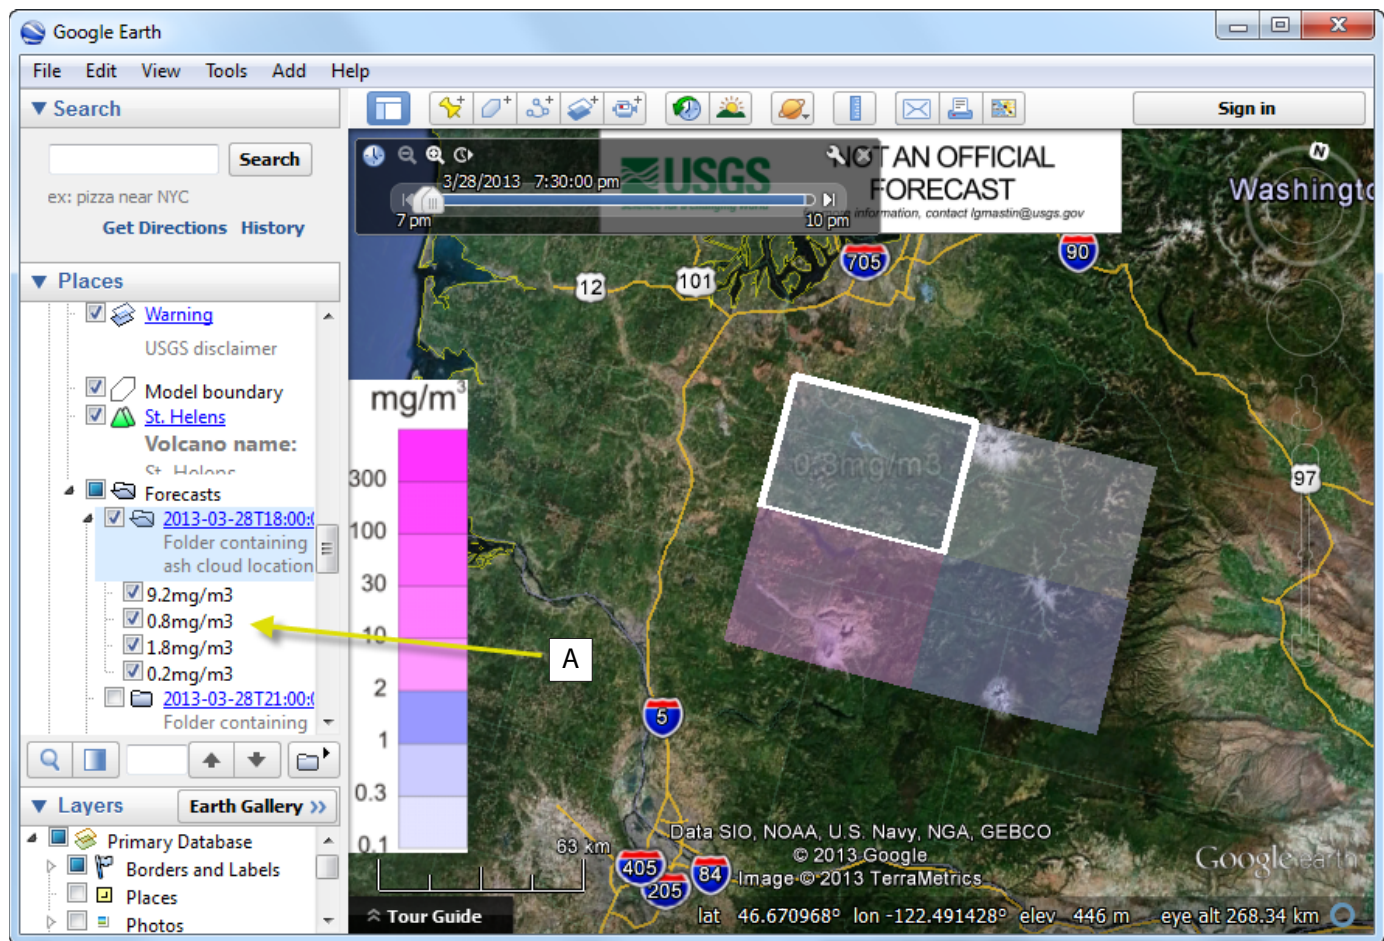 Google Earth
File Edit View Tools Add Help
Search
Sign in
Search
ex: pizza near NYC
Get Directions History
Places
Warning
USGS disclaimer
Model boundary
St. Helens
Volcano name:
St. Helens
Forecasts
2013-03-28T18:00:0
Folder containing
ash cloud location
9.2mg/m3
0.8mg/m3
1.8mg/m3
0.2mg/m3
2013-03-28T21:00:0
Folder containing
Layers
Earth Gallery »
Primary Database
Borders and Labels
Places
Photos
3/28/2013 7:30:00 pm
7 pm
10 pm
USGS
NOT AN OFFICIAL
FORECAST
information, contact lgmastin@usgs.gov
N
Washingto
12
101
705
90
97
5
405
205
84
mg/m³
300
100
30
10
2
1
0.3
0.1
0.8mg/m3
A
63 km
Data SIO, NOAA, U.S. Navy, NGA, GEBCO
© 2013 Google
Image © 2013 TerraMetrics
Google earth
Tour Guide
lat 46.670968° lon -122.491428° elev 446 m eye alt 268.34 km